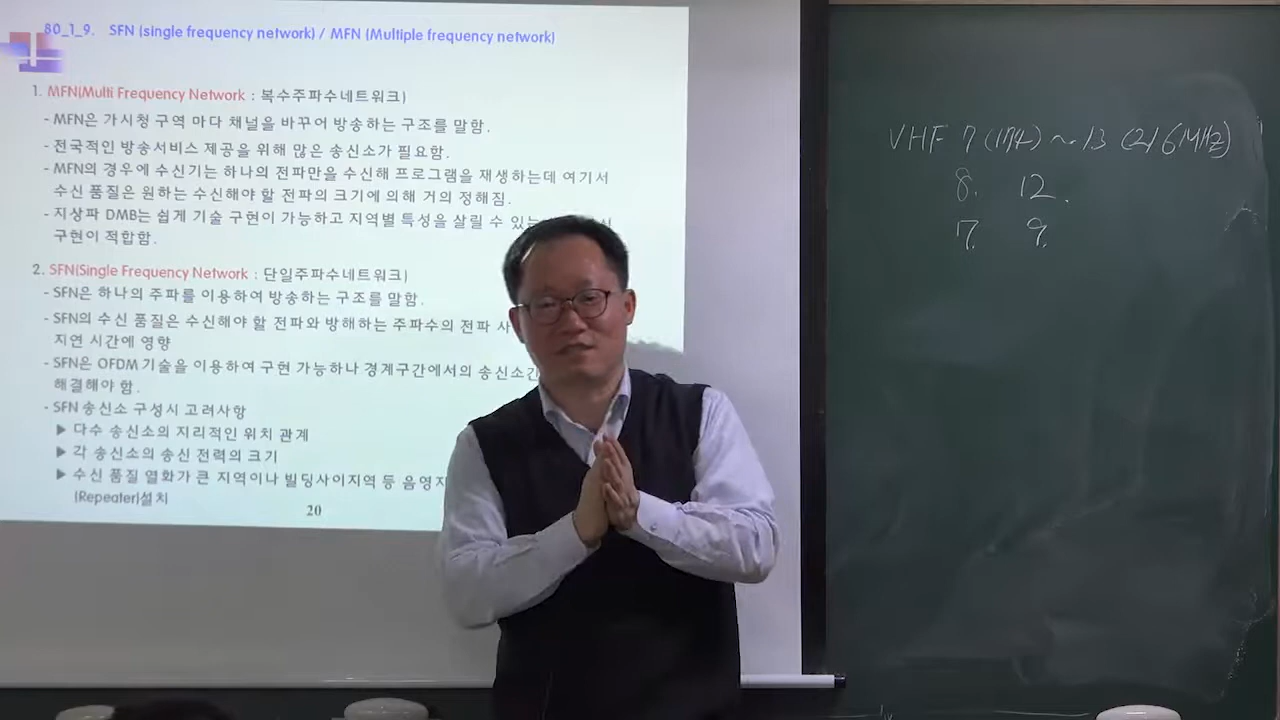 80_1_9. SFN (single frequency network) / MFN (Multiple frequency network)
1. MFN(Multi Frequency Network : 복수주파수네트워크)
- MFN은 가시청 구역 마다 채널을 바꾸어 방송하는 구조를 말함.
- 전국적인 방송서비스 제공을 위해 많은 송신소가 필요함.
- MFN의 경우에 수신기는 하나의 전파만을 수신해 프로그램을 재생하는데 여기서
수신 품질은 원하는 수신해야 할 전파의 크기에 의해 거의 정해짐.
- 지상파 DMB는 쉽게 기술 구현이 가능하고 지역별 특성을 살릴 수 있는
구현이 적합함.
2. SFN(Single Frequency Network : 단일주파수네트워크)
- SFN은 하나의 주파를 이용하여 방송하는 구조를 말함.
- SFN의 수신 품질은 수신해야 할 전파와 방해하는 주파수의 전파
지연 시간에 영향
- SFN은 OFDM 기술을 이용하여 구현 가능하나 경계구간에서의 송신소간
해결해야 함.
- SFN 송신소 구성시 고려사항
▶ 다수 송신소의 지리적인 위치 관계
▶ 각 송신소의 송신 전력의 크기
▶ 수신 품질 열화가 큰 지역이나 빌딩사이지역 등 음영지
(Repeater)설치
20
VHF 7 (174) ~ 13 (216MHz)
8. 12.
7. 9.